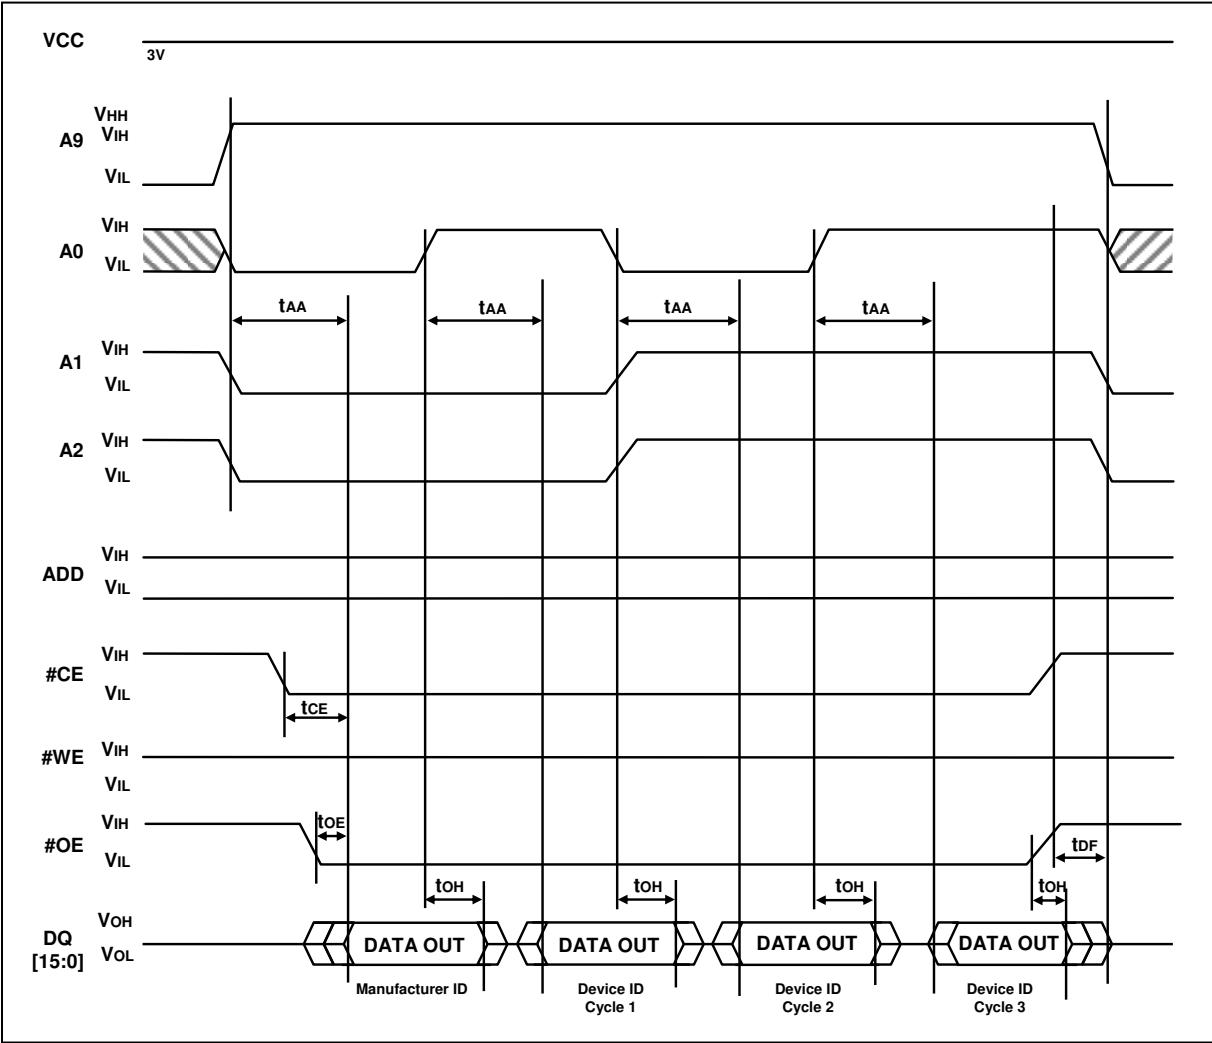 VCC
3V
VHH
A9 VIH
VIL
VIH
A0
VIL
tAA tAA tAA tAA
VIH
A1
VIL
VIH
A2
VIL
VIH
ADD
VIL
VIH
#CE
VIL
tCE
#WE VIH
VIL
VIH tOE
#OE
VIL tDF
tOH tOH tOH tOH
VOH
DQ DATA OUT DATA OUT DATA OUT DATA OUT
[15:0] VOL
Manufacturer ID Device ID Device ID Device ID
Cycle 1 Cycle 2 Cycle 3